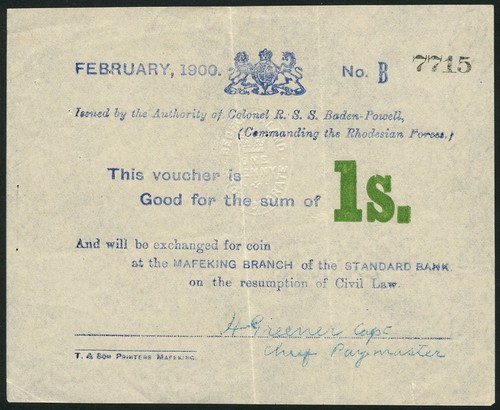 FEBRUARY, 1900.
No. B 7715
Issued by the Authority of Colonel R. S. S. Baden-Powell,
(Commanding the Rhodesian Forces.)
This voucher is
Good for the sum of 1s.
And will be exchanged for coin
at the MAFEKING BRANCH of the STANDARD BANK
on the resumption of Civil Law.
H Greener Capt
Chief Paymaster
T. & Son Printers Mafeking.
ONE
PENNY